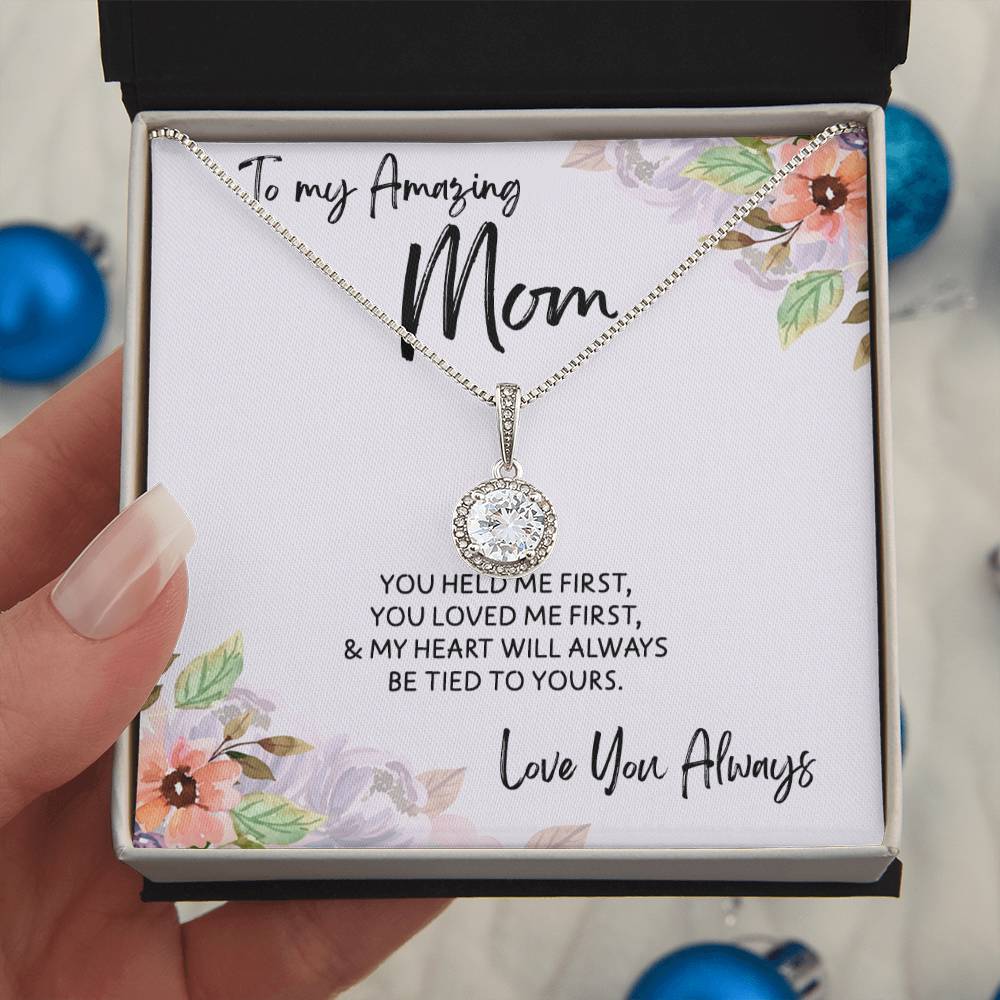 To my Amazing
Mom
YOU HELD ME FIRST,
YOU LOVED ME FIRST,
& MY HEART WILL ALWAYS
BE TIED TO YOURS.
Love You Always